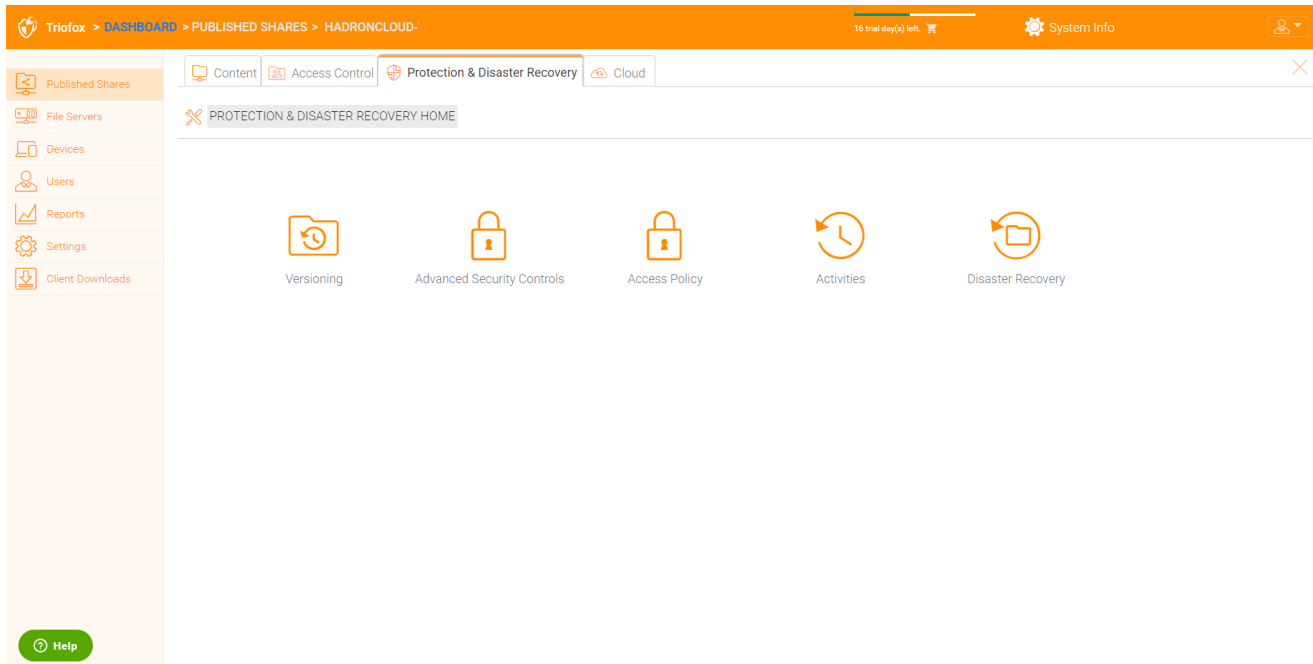 Triofox > DASHBOARD > PUBLISHED SHARES > HADRONCLOUD-
16 trial day(s) left.
System Info
Published Shares
File Servers
Devices
Users
Reports
Settings
Client Downloads
Content
Access Control
Protection & Disaster Recovery
Cloud
PROTECTION & DISASTER RECOVERY HOME
Versioning
Advanced Security Controls
Access Policy
Activities
Disaster Recovery
Help